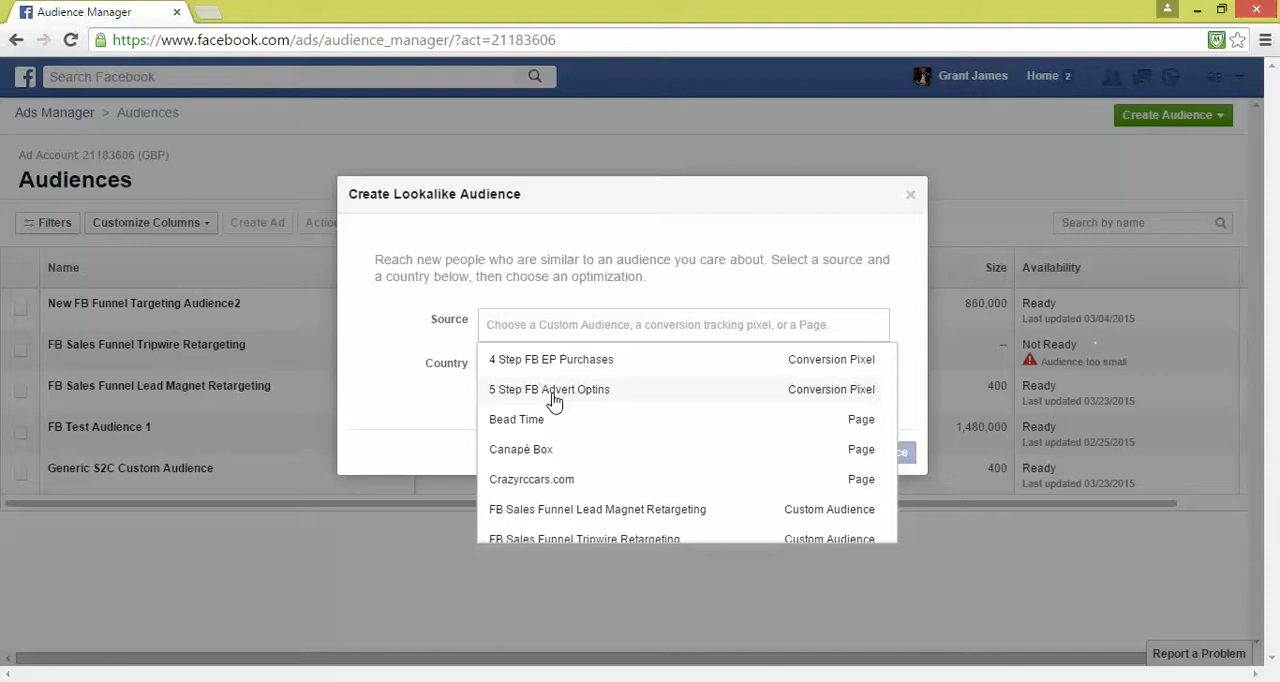 Audience Manager
https://www.facebook.com/ads/audience_manager/?act=21183606
Search Facebook
Grant James
Home 2
Ads Manager > Audiences
Create Audience
Ad Account: 21183606 (GBP)
Audiences
Filters
Customize Columns
Create Ad
Search by name
Name
Size
Availability
New FB Funnel Targeting Audience2
860,000
Ready
Last updated 03/04/2015
FB Sales Funnel Tripwire Retargeting
--
Not Ready
Audience too small
FB Sales Funnel Lead Magnet Retargeting
400
Ready
Last updated 03/23/2015
FB Test Audience 1
1,480,000
Ready
Last updated 02/25/2015
Generic S2C Custom Audience
400
Ready
Last updated 03/23/2015
Create Lookalike Audience
Reach new people who are similar to an audience you care about. Select a source and
a country below, then choose an optimization.
Source
Choose a Custom Audience, a conversion tracking pixel, or a Page.
Country
4 Step FB EP Purchases Conversion Pixel
5 Step FB Advert Optins Conversion Pixel
Bead Time Page
Canapé Box Page
Crazyrccars.com Page
FB Sales Funnel Lead Magnet Retargeting Custom Audience
FB Sales Funnel Tripwire Retargeting Custom Audience
Report a Problem